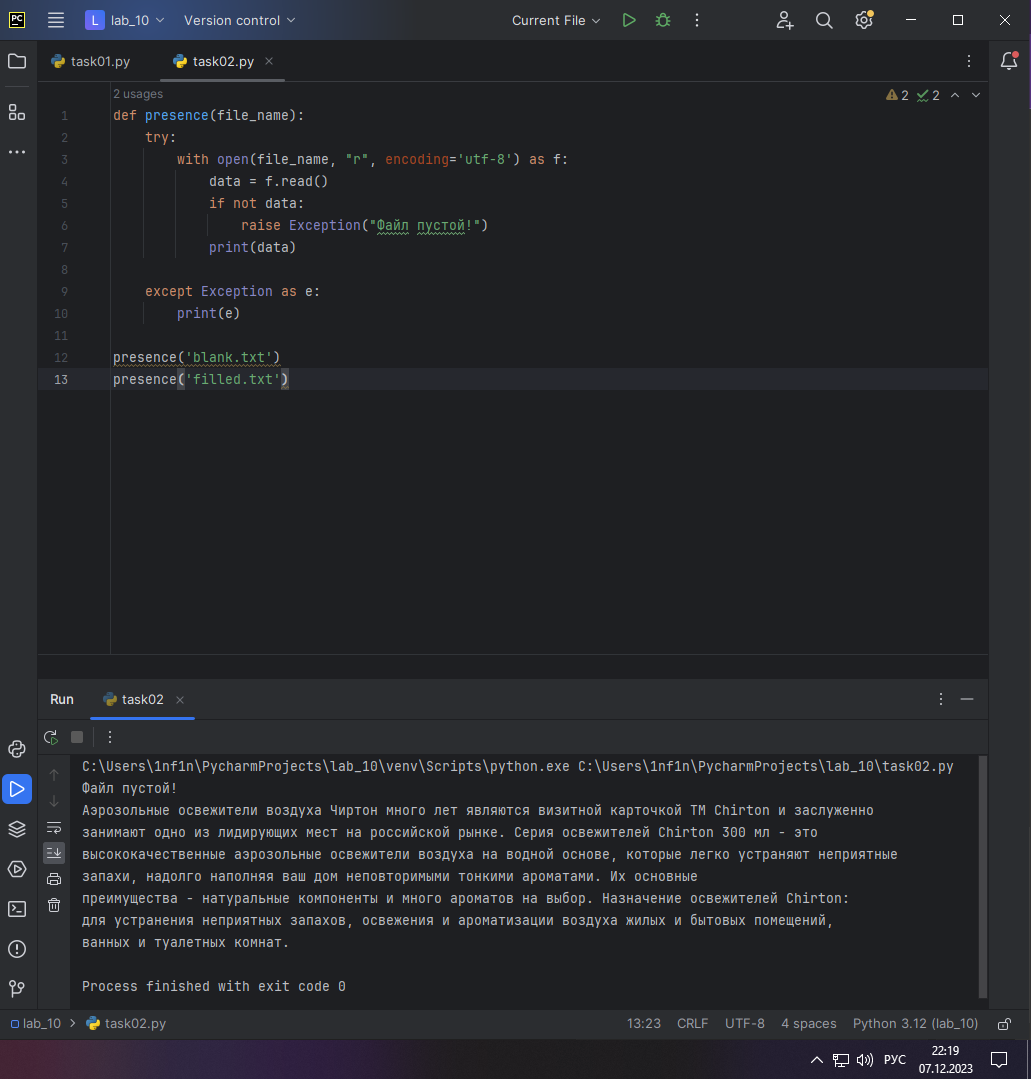 PC L lab_10 Version control Current File
task01.py task02.py
2 usages 2 2
1 def presence(file_name):
2 try:
3 with open(file_name, "r", encoding='utf-8') as f:
4 data = f.read()
5 if not data:
6 raise Exception("Файл пустой!")
7 print(data)
8
9 except Exception as e:
10 print(e)
11
12 presence('blank.txt')
13 presence('filled.txt')
Run task02
C:\Users\1nf1n\PycharmProjects\lab_10\venv\Scripts\python.exe C:\Users\1nf1n\PycharmProjects\lab_10\task02.py
Файл пустой!
Аэрозольные освежители воздуха Чиртон много лет являются визитной карточкой ТМ Chirton и заслуженно
занимают одно из лидирующих мест на российской рынке. Серия освежителей Chirton 300 мл - это
высококачественные аэрозольные освежители воздуха на водной основе, которые легко устраняют неприятные
запахи, надолго наполняя ваш дом неповторимыми тонкими ароматами. Их основные
преимущества - натуральные компоненты и много ароматов на выбор. Назначение освежителей Chirton:
для устранения неприятных запахов, освежения и ароматизации воздуха жилых и бытовых помещений,
ванных и туалетных комнат.
Process finished with exit code 0
lab_10 task02.py 13:23 CRLF UTF-8 4 spaces Python 3.12 (lab_10)
РУС 22:19
07.12.2023